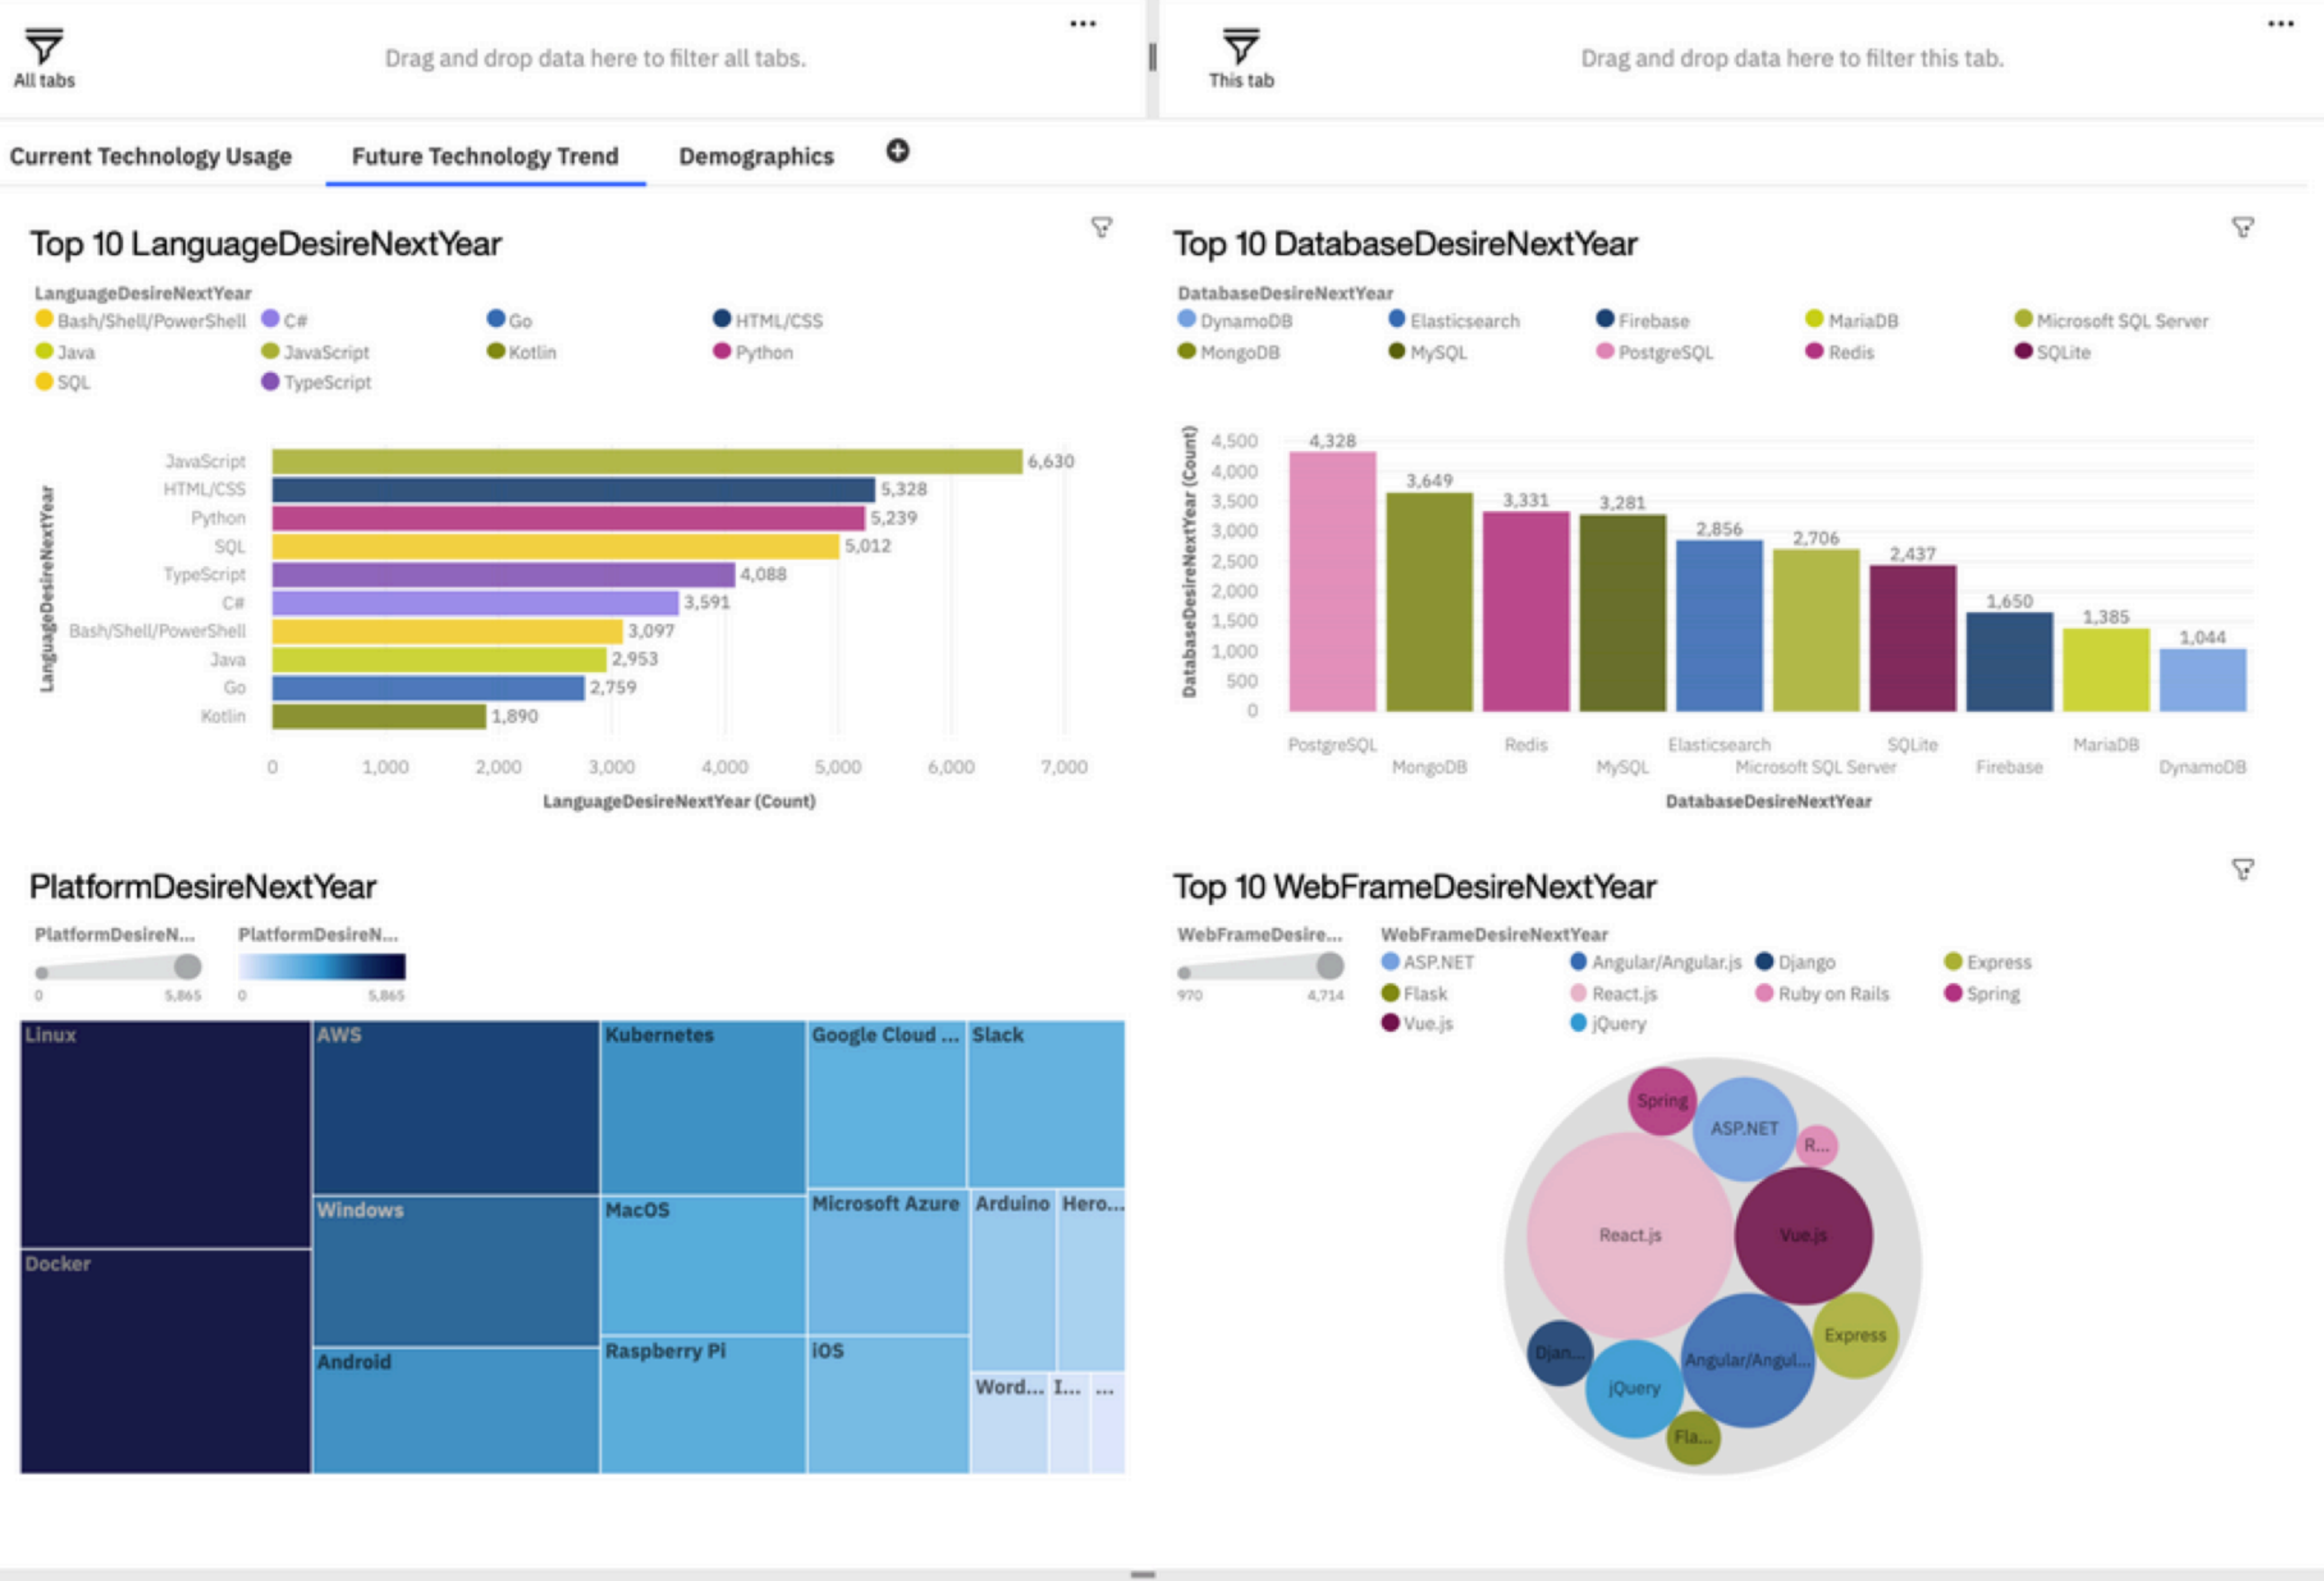 All tabs
Drag and drop data here to filter all tabs.
This tab
Drag and drop data here to filter this tab.
Current Technology Usage
Future Technology Trend
Demographics
Top 10 LanguageDesireNextYear
LanguageDesireNextYear
Bash/Shell/PowerShell C# Go HTML/CSS
Java JavaScript Kotlin Python
SQL TypeScript
LanguageDesireNextYear
JavaScript 6,630
HTML/CSS 5,328
Python 5,239
SQL 5,012
TypeScript 4,088
C# 3,591
Bash/Shell/PowerShell 3,097
Java 2,953
Go 2,759
Kotlin 1,890
0 1,000 2,000 3,000 4,000 5,000 6,000 7,000
LanguageDesireNextYear (Count)
Top 10 DatabaseDesireNextYear
DatabaseDesireNextYear
DynamoDB Elasticsearch Firebase MariaDB Microsoft SQL Server
MongoDB MySQL PostgreSQL Redis SQLite
DatabaseDesireNextYear (Count)
4,500
4,000
3,500
3,000
2,500
2,000
1,500
1,000
500
0
4,328
3,649
3,331
3,281
2,856
2,706
2,437
1,650
1,385
1,044
PostgreSQL Redis Elasticsearch SQLite MariaDB
MongoDB MySQL Microsoft SQL Server Firebase DynamoDB
DatabaseDesireNextYear
PlatformDesireNextYear
PlatformDesireN... PlatformDesireN...
0 5,865 0 5,865
Linux
Docker
AWS
Windows
Android
Kubernetes
MacOS
Raspberry Pi
Google Cloud ...
Slack
Microsoft Azure
iOS
Arduino
Hero...
Word...
I...
...
Top 10 WebFrameDesireNextYear
WebFrameDesire... WebFrameDesireNextYear
970 4,714
ASP.NET Angular/Angular.js Django Express
Flask React.js Ruby on Rails Spring
Vue.js jQuery
Spring
ASP.NET
R...
React.js
Vue.js
Express
Djan...
Angular/Angul...
jQuery
Fla...